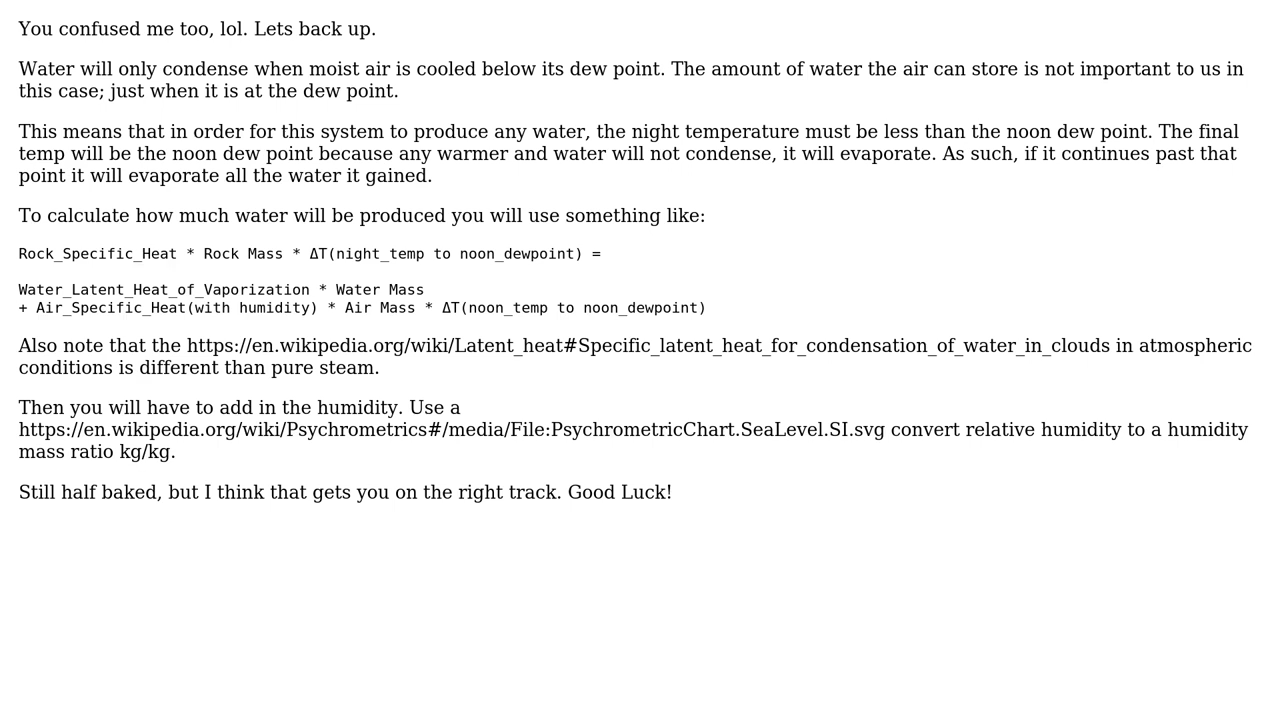 You confused me too, lol. Lets back up.
Water will only condense when moist air is cooled below its dew point. The amount of water the air can store is not important to us in
this case; just when it is at the dew point.
This means that in order for this system to produce any water, the night temperature must be less than the noon dew point. The final
temp will be the noon dew point because any warmer and water will not condense, it will evaporate. As such, if it continues past that
point it will evaporate all the water it gained.
To calculate how much water will be produced you will use something like:
Rock_Specific_Heat * Rock Mass * ΔT(night_temp to noon_dewpoint) =
Water_Latent_Heat_of_Vaporization * Water Mass
+ Air_Specific_Heat(with humidity) * Air Mass * ΔT(noon_temp to noon_dewpoint)
Also note that the https://en.wikipedia.org/wiki/Latent_heat#Specific_latent_heat_for_condensation_of_water_in_clouds in atmospheric
conditions is different than pure steam.
Then you will have to add in the humidity. Use a
https://en.wikipedia.org/wiki/Psychrometrics#/media/File:PsychrometricChart.SeaLevel.SI.svg convert relative humidity to a humidity
mass ratio kg/kg.
Still half baked, but I think that gets you on the right track. Good Luck!